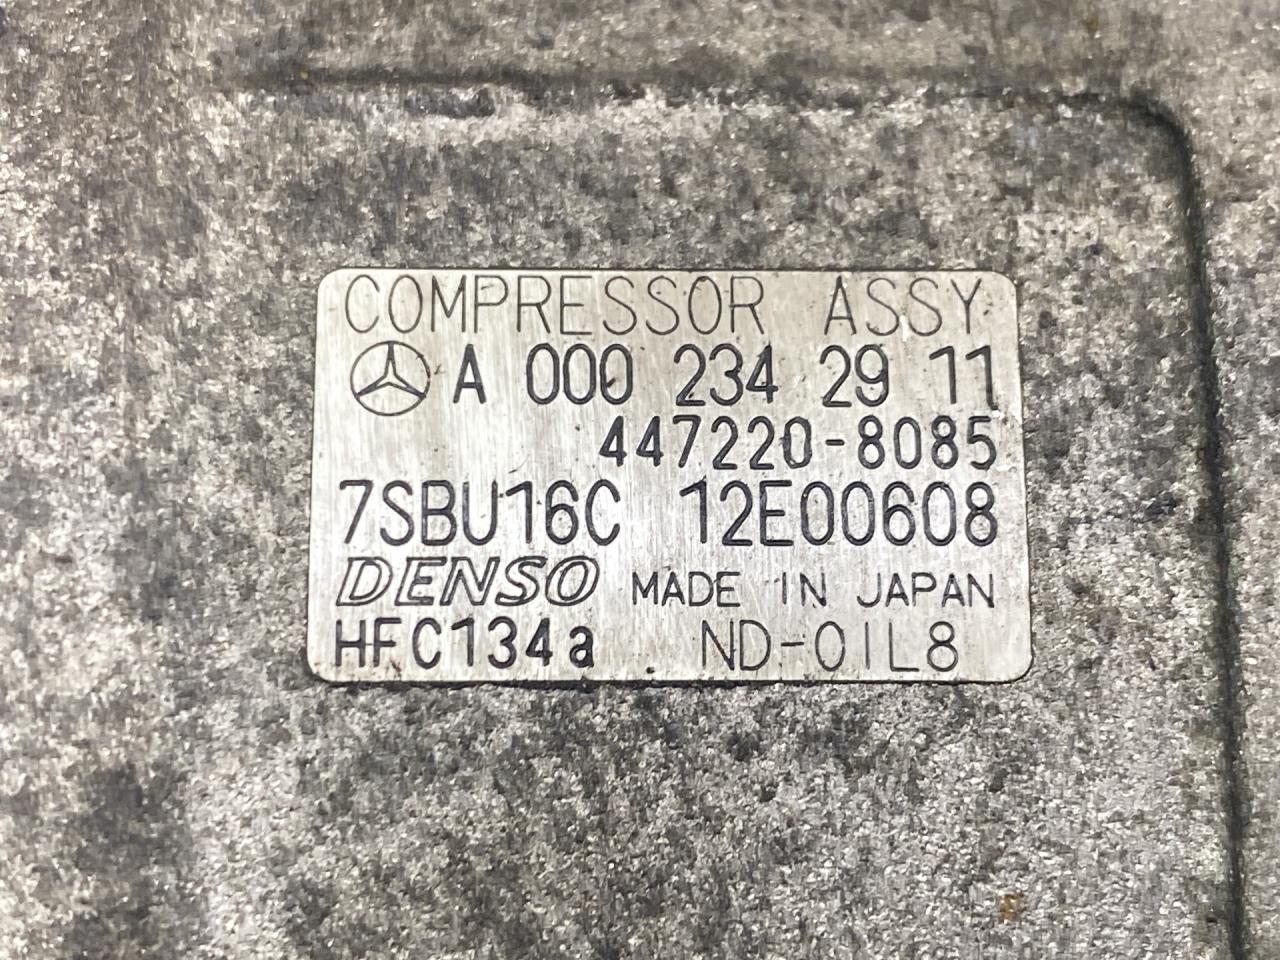 COMPRESSOR ASSY
A 000 234 29 11
447220-8085
7SBU16C 12E00608
DENSO MADE IN JAPAN
HFC134a ND-OIL8